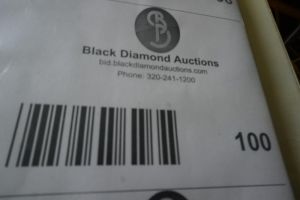 Black Diamond Auctions
bid.blackdiamondauctions.com
Phone: 320-241-1200
100